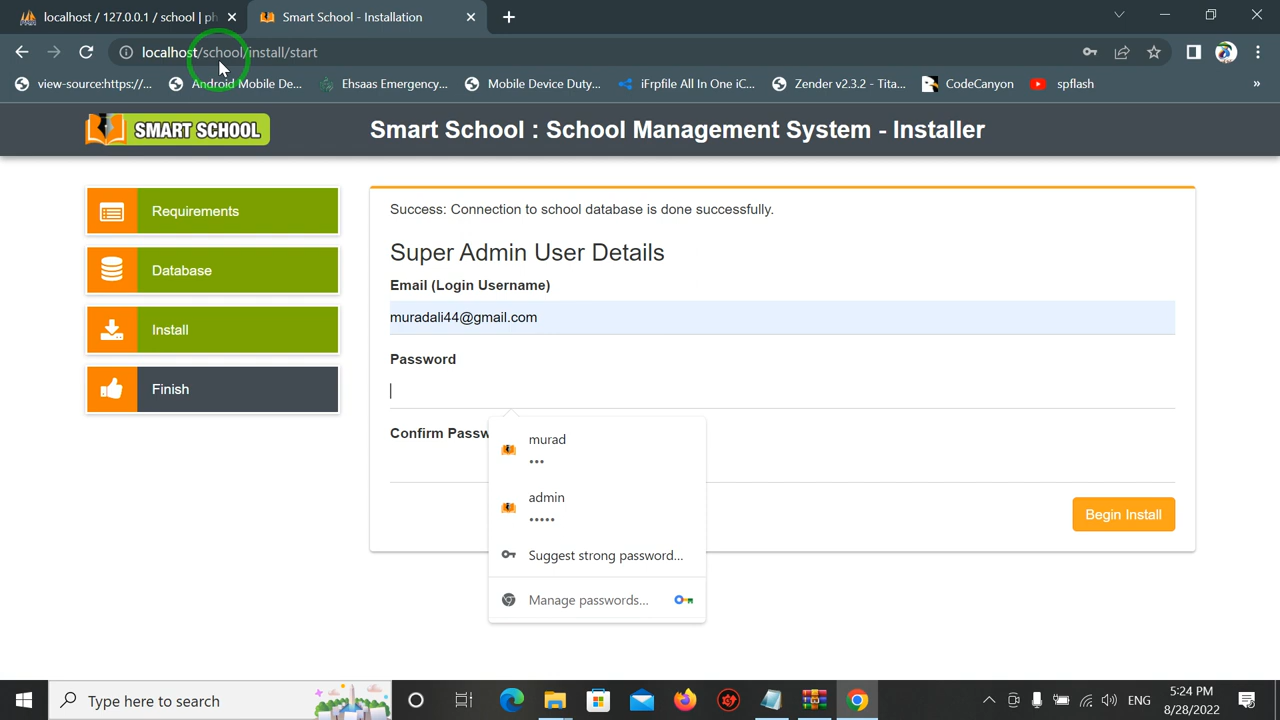 localhost / 127.0.0.1 / school | ph
Smart School - Installation
localhost/school/install/start
view-source:https://...
Android Mobile De...
Ehsaas Emergency...
Mobile Device Duty...
iFrpfile All In One iC...
Zender v2.3.2 - Tita...
CodeCanyon
spflash
»
SMART SCHOOL
Smart School : School Management System - Installer
Requirements
Database
Install
Finish
Success: Connection to school database is done successfully.
Super Admin User Details
Email (Login Username)
muradali44@gmail.com
Password
Confirm Passw
murad
•••
admin
•••••
Suggest strong password...
Manage passwords...
Begin Install
Type here to search
ENG
5:24 PM
8/28/2022